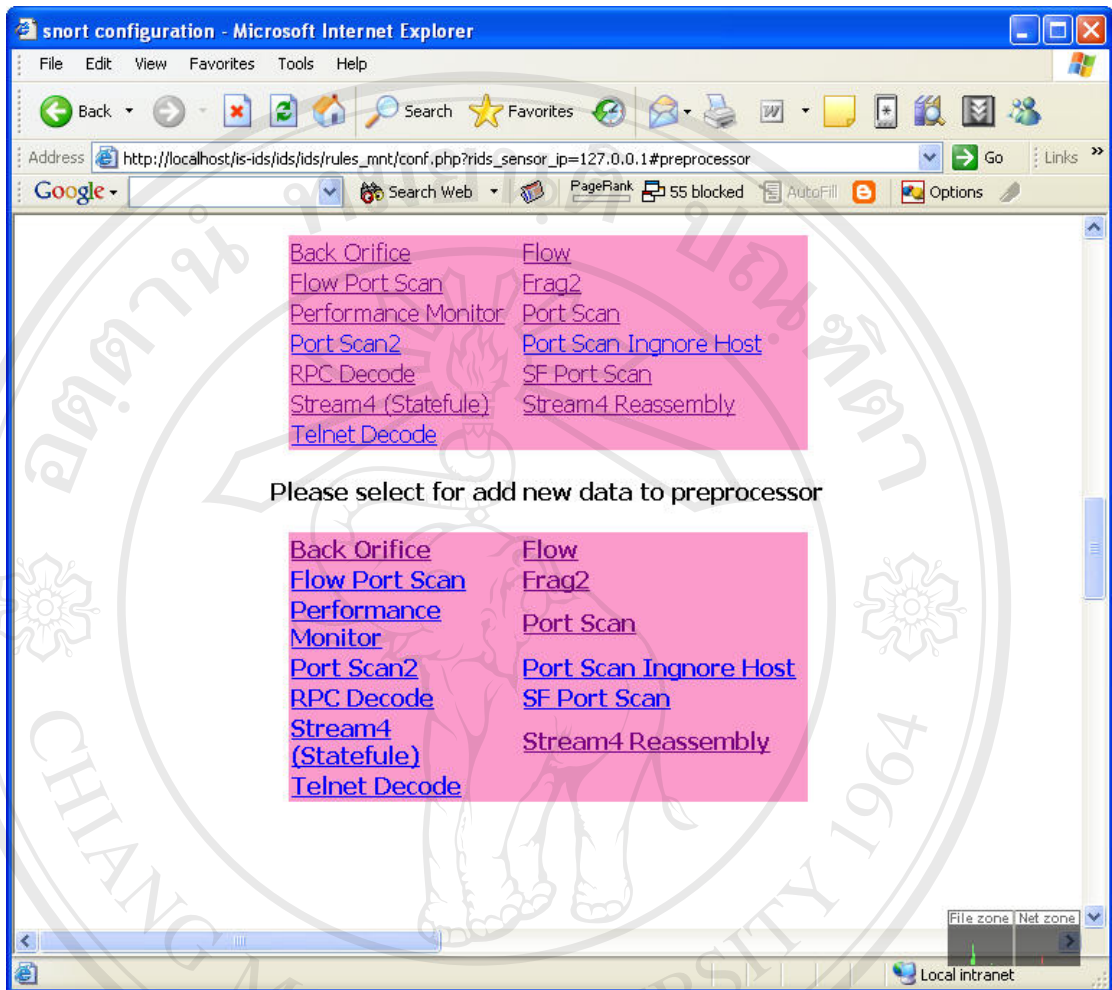 snort configuration - Microsoft Internet Explorer
File Edit View Favorites Tools Help
Back Search Favorites
Address http://localhost/is-ids/ids/ids/rules_mnt/conf.php?rids_sensor_ip=127.0.0.1#preprocessor Go Links »
Google Search Web PageRank 55 blocked AutoFill Options
Back Orifice Flow
Flow Port Scan Frag2
Performance Monitor Port Scan
Port Scan2 Port Scan Ingnore Host
RPC Decode SF Port Scan
Stream4 (Statefule) Stream4 Reassembly
Telnet Decode
Please select for add new data to preprocessor
Back Orifice Flow
Flow Port Scan Frag2
Performance
Monitor
Port Scan
Port Scan2 Port Scan Ingnore Host
RPC Decode SF Port Scan
Stream4
(Statefule)
Stream4 Reassembly
Telnet Decode
File zone Net zone
Local intranet
CHIANG 1964